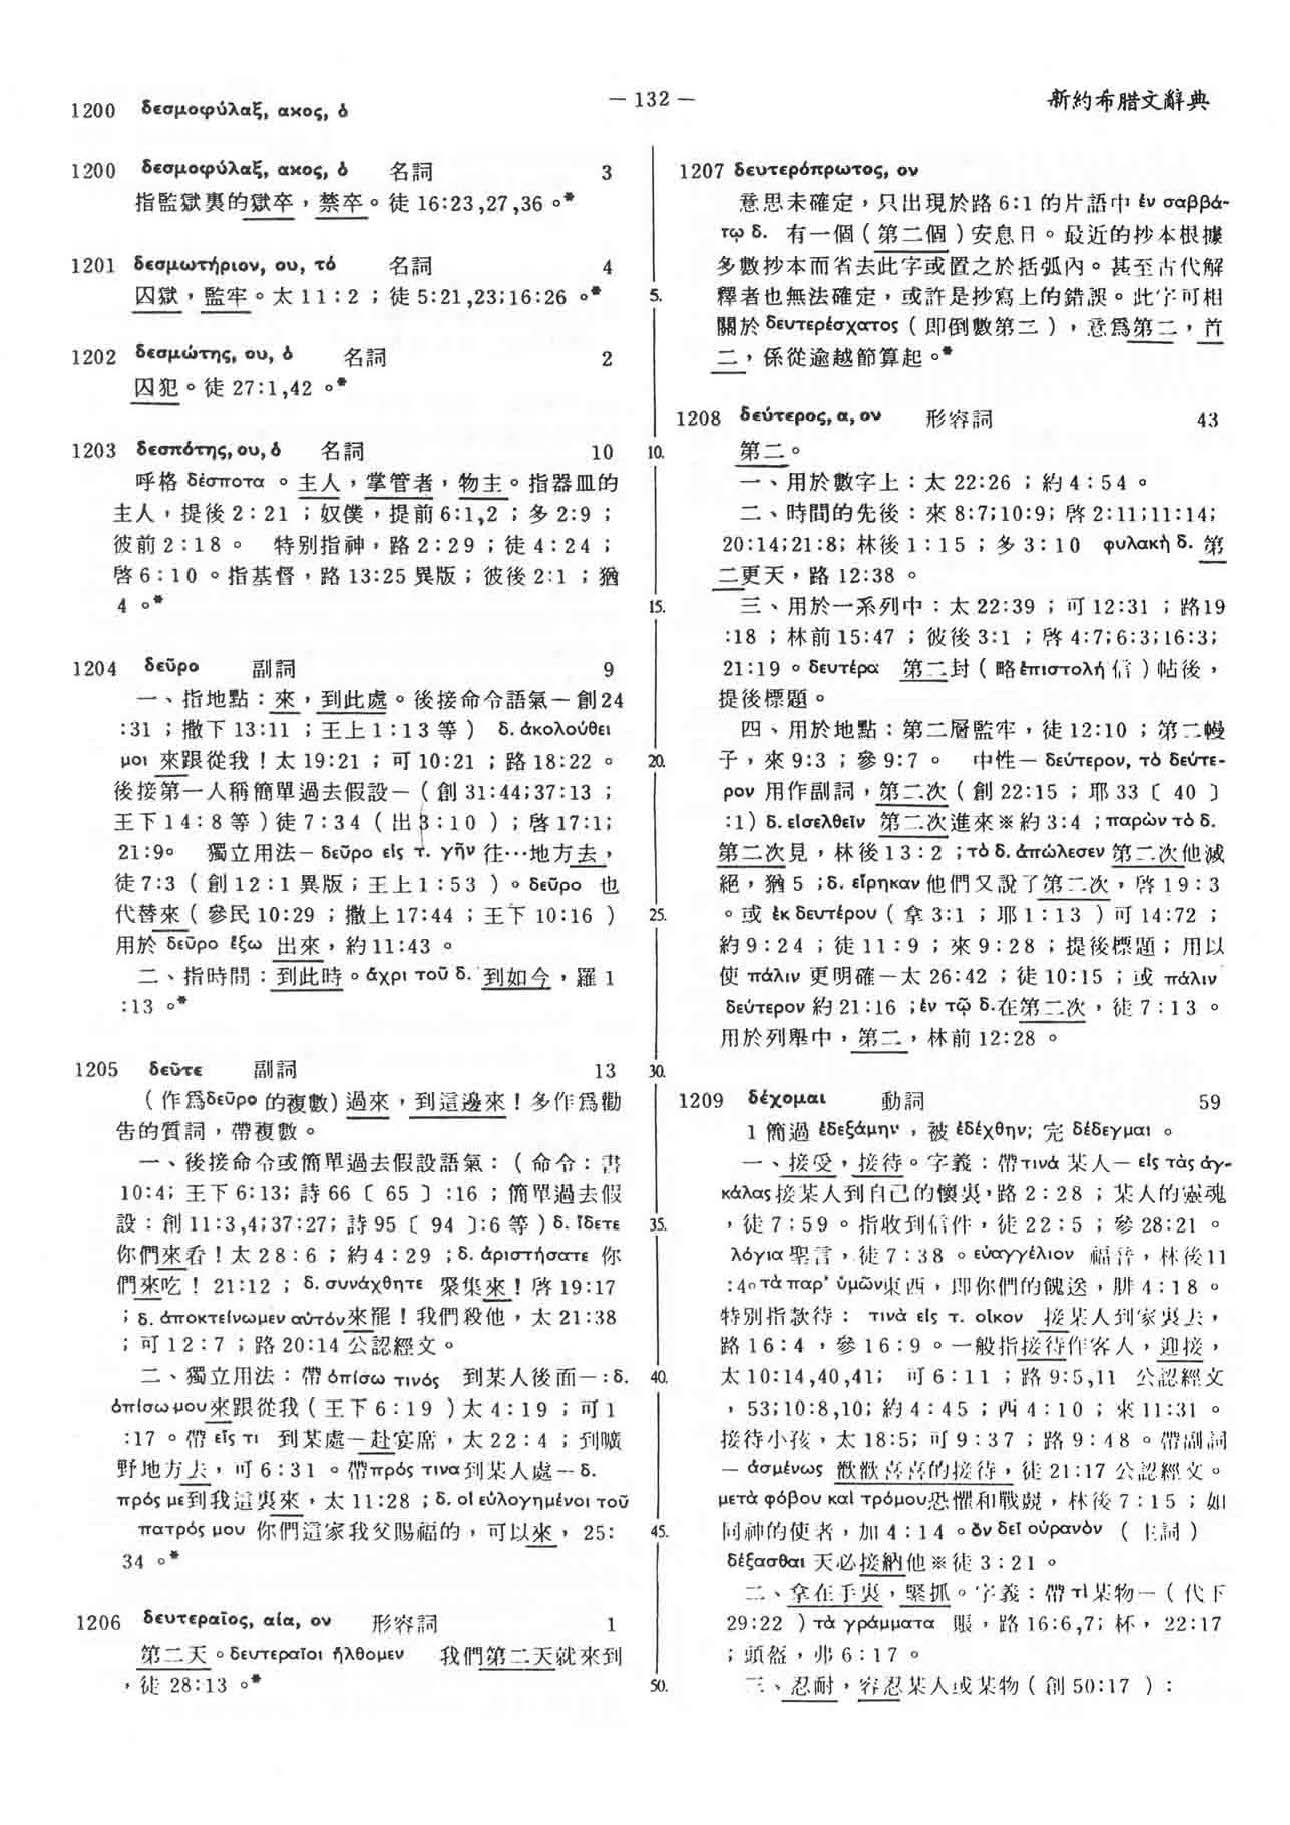 1200 δεσμοφύλαξ, ακος, ὁ
— 132 —
新約希腊文辭典
1200 δεσμοφύλαξ, ακος, ὁ 名詞 3
指監獄裏的獄卒，禁卒。徒 16:23,27,36 。*
1201 δεσμωτήριον, ου, τό 名詞 4
囚獄，監牢。太 11：2 ；徒 5:21,23;16:26 。*
1202 δεσμώτης, ου, ὁ 名詞 2
囚犯。徒 27:1,42 。*
1203 δεσπότης, ου, ὁ 名詞 10
呼格 δέσποτα 。主人，掌管者，物主。指器皿的
主人，提後 2：21 ；奴僕，提前 6:1,2 ；多 2:9 ；
彼前 2：18 。 特別指神，路 2：29 ；徒 4：24 ；
啓 6：10 。指基督，路 13:25 異版；彼後 2:1 ；猶
4 。*
1204 δεῦρο 副詞 9
一、指地點：來，到此處。後接命令語氣—創24
:31 ；撒下 13:11 ；王上 1：13 等） δ. ἀκολούθει
μοι 來跟從我！太 19:21 ；可 10:21 ；路 18:22 。
後接第一人稱簡單過去假設—（創 31:44;37:13 ；
王下 14：8 等）徒 7：34 （出 3：10 ）；啓 17:1;
21:9。 獨立用法—δεῦρο εἰς τ. γῆν 往…地方去，
徒 7:3 （創 12：1 異版；王上 1：53 ）。δεῦρο 也
代替來（參民 10:29 ；撒上 17:44 ；王下 10:16 ）
用於 δεῦρο ἔξω 出來，約 11:43 。
二、指時間：到此時。ἄχρι τοῦ δ. 到如今，羅 1
:13 。*
1205 δεῦτε 副詞 13
（作爲δεῦρο 的複數）過來，到這邊來！多作爲勸
告的質詞，帶複數。
一、後接命令或簡單過去假設語氣：（命令：書
10:4; 王下 6:13; 詩 66〔 65 〕:16 ；簡單過去假
設：創 11:3,4;37:27; 詩 95〔 94 〕:6 等）δ. ἴδετε
你們來看！太 28：6 ；約 4：29 ；δ. ἀριστήσατε 你
們來吃！ 21:12 ；δ. συνάχθητε 聚集來！啓 19:17
；δ. ἀποκτείνωμεν αὐτόν來罷！我們殺他，太 21:38
；可 12：7 ；路 20:14 公認經文。
二、獨立用法：帶 ὀπίσω τινός 到某人後面—:δ.
ὀπίσω μου來跟從我（王下 6：19 ）太 4：19 ；可 1
:17 。帶 εἴς τι 到某處—赴宴席，太 22：4 ；到曠
野地方去，可 6：31 。帶πρός τινα到某人處—δ.
πρός με到我這裏來，太 11:28 ；δ. οἱ εὐλογημένοι τοῦ
πατρός μου 你們這家我父賜福的，可以來，25:
34 。*
1206 δευτεραῖος, αία, ον 形容詞 1
第二天。δευτεραῖοι ἤλθομεν 我們第二天就來到
，徒 28:13 。*
1207 δευτερόπρωτος, ον
意思未確定，只出現於路 6:1 的片語中 ἐν σαββά-
τῳ δ. 有一個（第二個）安息日。最近的抄本根據
多數抄本而省去此字或置之於括弧內。甚至古代解
5. 釋者也無法確定，或許是抄寫上的錯誤。此字可相
關於 δευτερέσχατος（即倒數第二），意爲第二，首
二，係從逾越節算起。*
1208 δεύτερος, α, ον 形容詞 43
10. 第二。
一、用於數字上：太 22:26 ；約 4：54 。
二、時間的先後：來 8:7;10:9; 啓 2:11;11:14;
20:14;21:8; 林後 1：15 ；多 3：10 φυλακὴ δ. 第
二更天，路 12:38 。
15. 三、用於一系列中：太 22:39 ；可 12:31 ；路19
:18 ；林前 15:47 ；彼後 3:1 ；啓 4:7;6:3;16:3;
21:19 。δευτέρα 第二封（略ἐπιστολή 信）帖後，
提後標題。
四、用於地點：第二層監牢，徒 12:10 ；第二幔
20. 子，來 9:3 ；參 9:7 。 中性— δεύτερον, τὸ δεύτε-
ρον 用作副詞，第二次（創 22:15 ；耶 33〔 40 〕
:1）δ. εἰσελθεῖν 第二次進來※約 3:4 ；παρὼν τὸ δ.
第二次見，林後 13：2 ；τὸ δ. ἀπώλεσεν 第二次他滅
絕，猶 5 ；δ. εἴρηκαν 他們又說了第二次，啓 19：3
25. 。或 ἐκ δευτέρου（拿 3:1 ；耶 1：13 ）可 14:72 ；
約 9：24 ；徒 11：9 ；來 9:28 ；提後標題；用以
使 πάλιν 更明確—太 26:42 ；徒 10:15 ；或 πάλιν
δεύτερον 約 21:16 ；ἐν τῷ δ.在第二次，徒 7：13 。
用於列舉中，第二，林前 12:28 。
30.
1209 δέχομαι 動詞 59
1 簡過 ἐδεξάμην ，被 ἐδέχθην; 完 δέδεγμαι 。
一、接受，接待。字義：帶τινά 某人— εἰς τὰς ἀγ-
κάλας接某人到自己的懷裏，路 2：28 ；某人的靈魂
35. ，徒 7：59 。指收到信件，徒 22：5 ；參 28:21 。
λόγια 聖言，徒 7：38 。εὐαγγέλιον 福音，林後11
:4。τὰ παρ' ὑμῶν東西，即你們的餽送，腓 4：18 。
特別指款待： τινὰ εἰς τ. οἶκον 接某人到家裏去，
路 16：4 ，參 16：9 。一般指接待作客人，迎接，
40. 太 10:14,40,41; 可 6：11 ；路 9:5,11 公認經文
，53;10:8,10; 約 4：45 ；西 4：10 ；來 11:31 。
接待小孩，太 18:5; 可 9：37 ；路 9：48 。帶副詞
— ἀσμένως 歡歡喜喜的接待，徒 21:17 公認經文。
μετὰ φόβου καὶ τρόμου恐懼和戰兢，林後 7：15 ；如
45. 同神的使者，加 4：14 。ὃν δεῖ οὐρανὸν （主詞）
δέξασθαι 天必接納他※徒 3：21 。
二、拿在手裏，緊抓。字義：帶 τὶ 某物—（代下
29:22 ）τὰ γράμματα 賬，路 16:6,7; 杯， 22:17
；頭盔，弗 6：17 。
50. 三、忍耐，容忍某人或某物（創 50:17 ）：